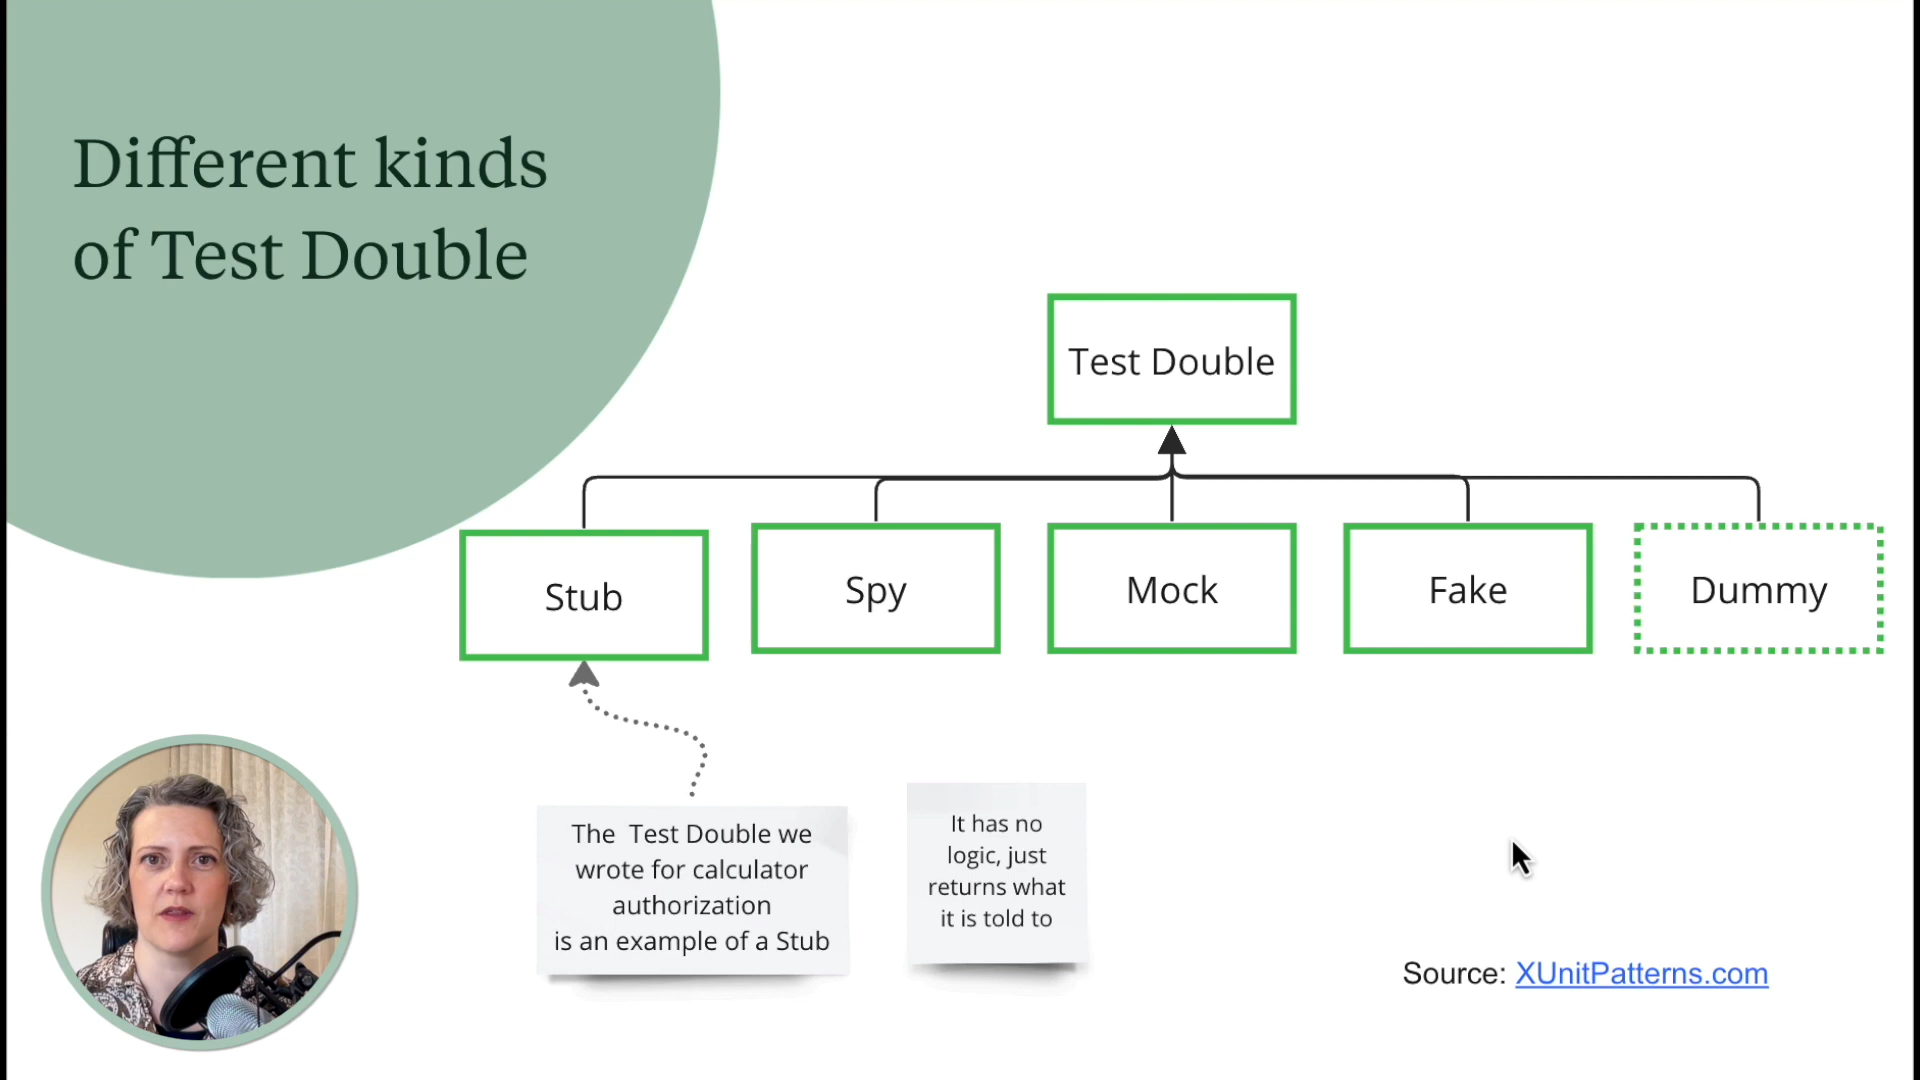 Different kinds
of Test Double
Test Double
Stub
Spy
Mock
Fake
Dummy
The Test Double we
wrote for calculator
authorization
is an example of a Stub
It has no
logic, just
returns what
it is told to
Source: XUnitPatterns.com